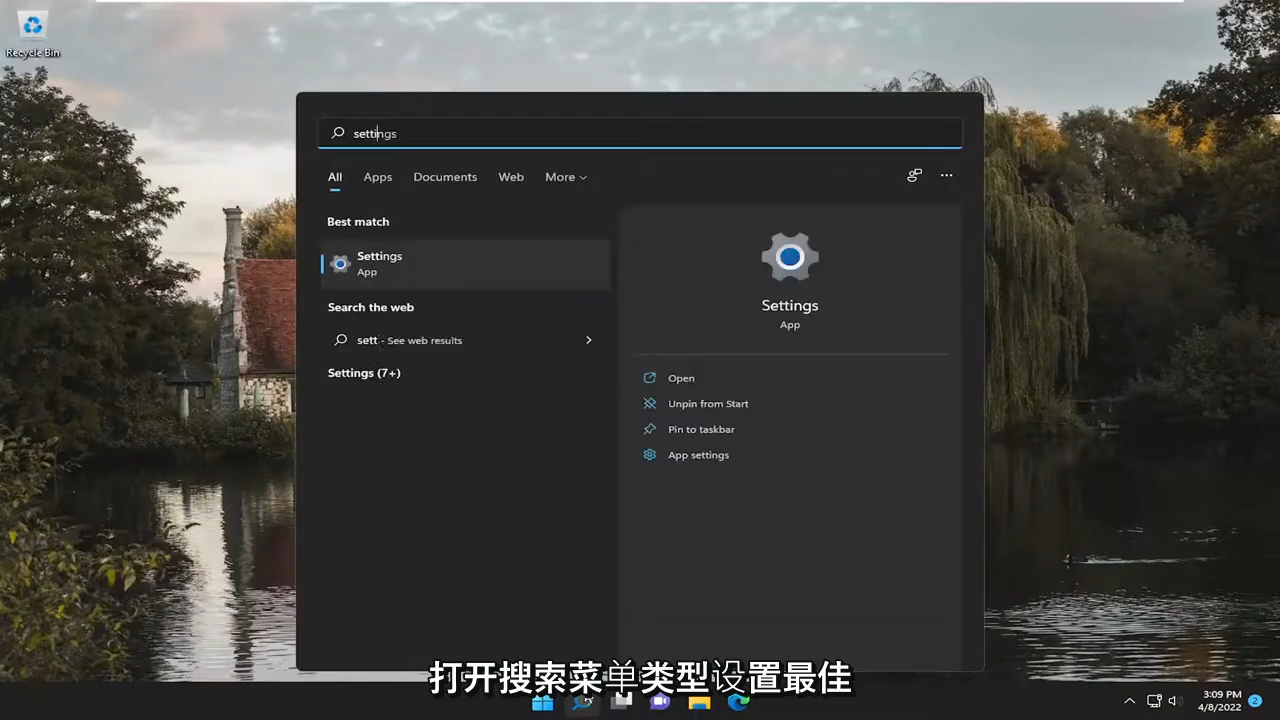 Recycle Bin
settings
All Apps Documents Web More
Best match
Settings
App
Search the web
sett - See web results
Settings (7+)
Settings
App
Open
Unpin from Start
Pin to taskbar
App settings
打开搜索菜单类型设置最佳
3:09 PM
4/8/2022
2